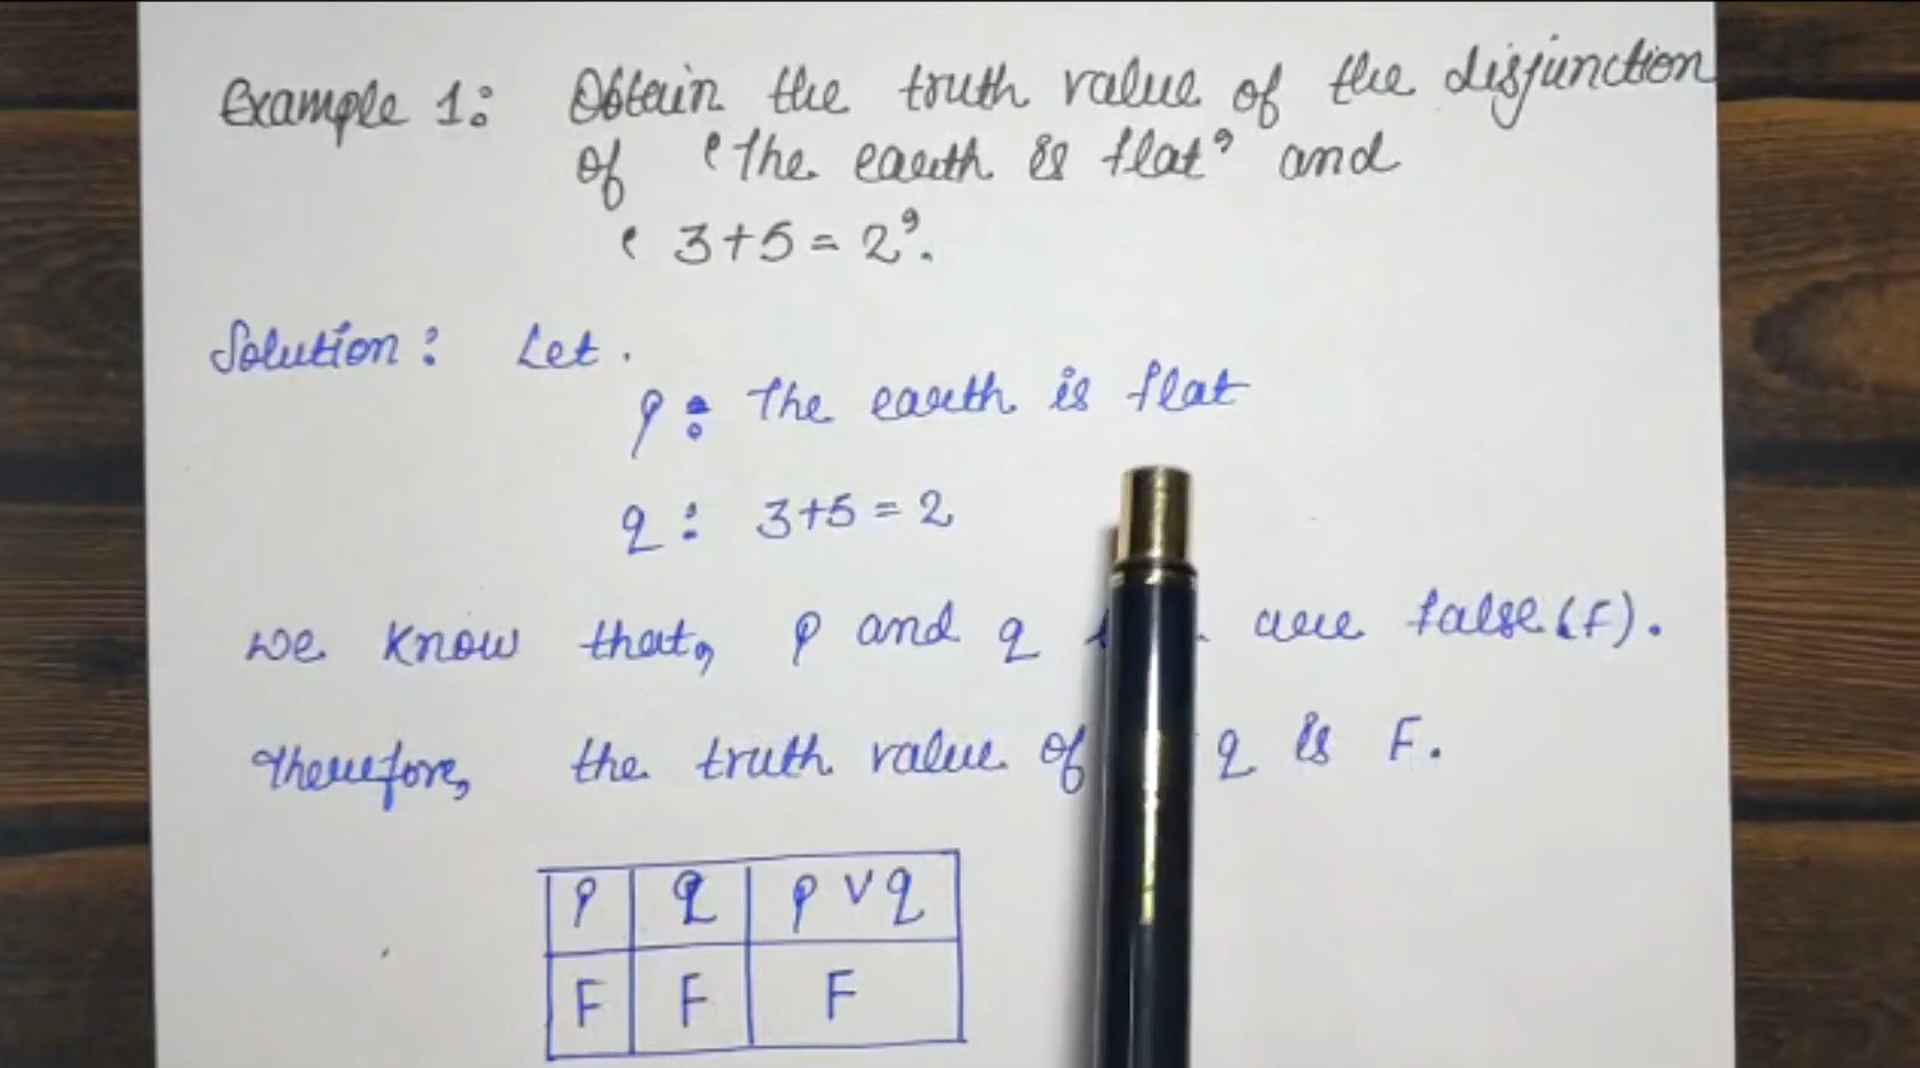 Example 1: Obtain the truth value of the disjunction
of 'the earth is flat' and
'3+5=2'.
Solution: Let.
p: The earth is flat
q: 3+5=2
we know that, p and q are false(F).
Therefore, the truth value of q is F.
p q p ∨ q
F F F